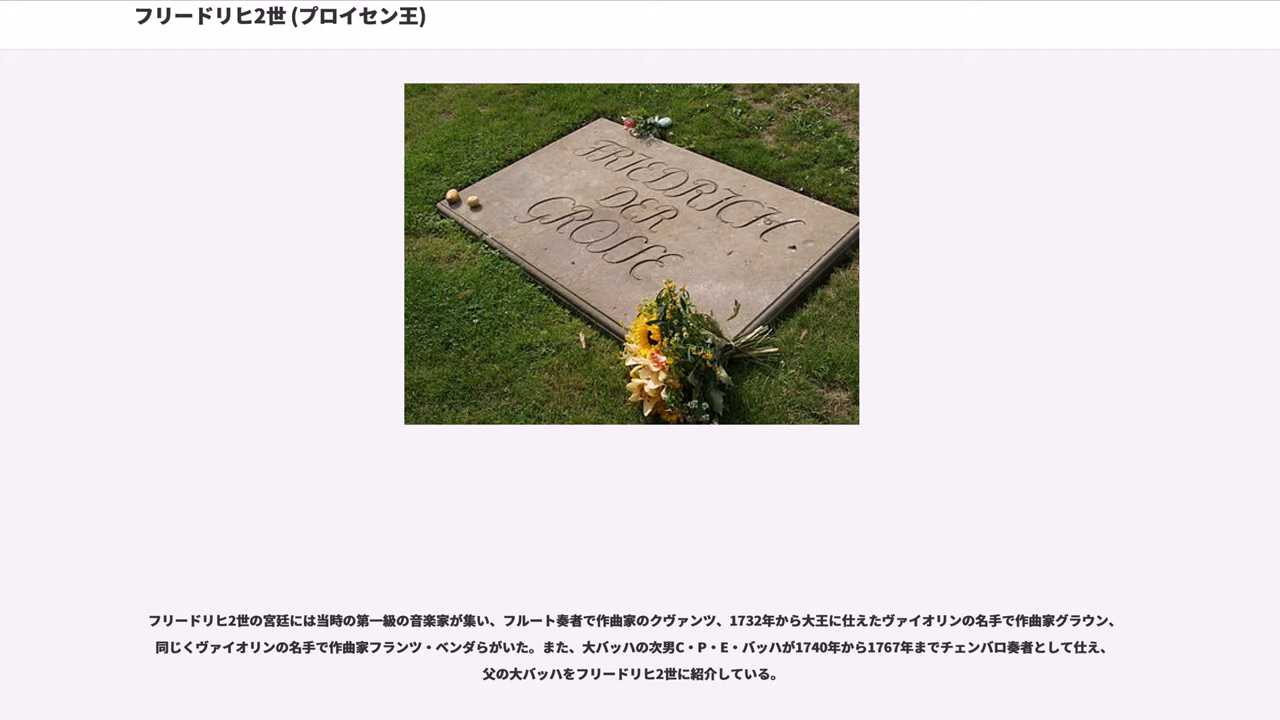 フリードリヒ2世 (プロイセン王)
FRIEDRICH
DER
GROSSE
フリードリヒ2世の宮廷には当時の第一級の音楽家が集い、フルート奏者で作曲家のクヴァンツ、1732年から大王に仕えたヴァイオリンの名手で作曲家グラウン、
同じくヴァイオリンの名手で作曲家フランツ・ベンダらがいた。また、大バッハの次男C・P・E・バッハが1740年から1767年までチェンバロ奏者として仕え、
父の大バッハをフリードリヒ2世に紹介している。